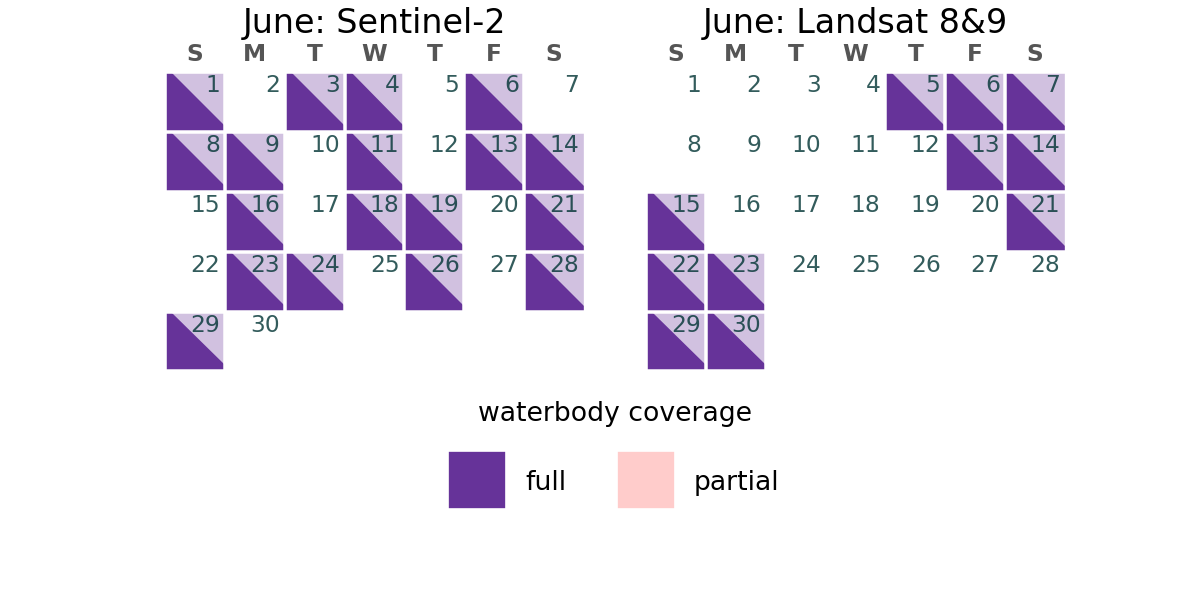 June: Sentinel-2
S M T W T F S
1 2 3 4 5 6 7
8 9 10 11 12 13 14
15 16 17 18 19 20 21
22 23 24 25 26 27 28
29 30
June: Landsat 8&9
S M T W T F S
1 2 3 4 5 6 7
8 9 10 11 12 13 14
15 16 17 18 19 20 21
22 23 24 25 26 27 28
29 30
waterbody coverage
full partial